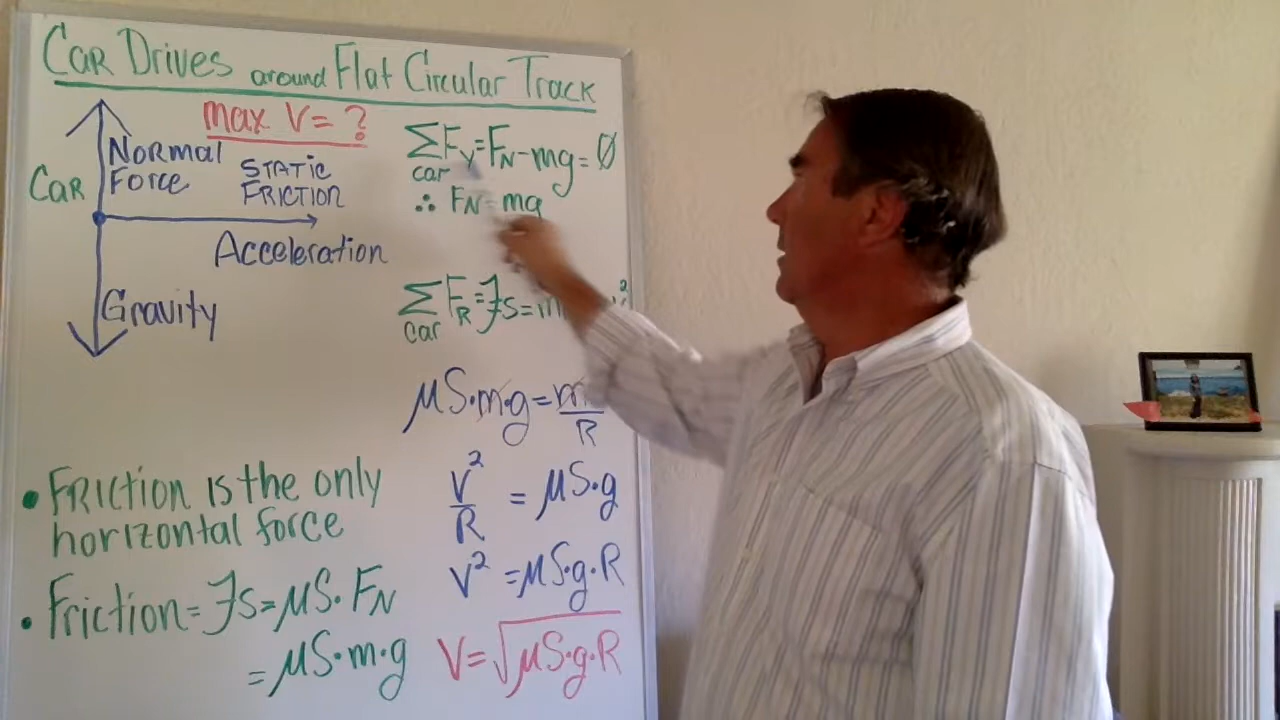 Car Drives around Flat Circular Track
max V = ?
Normal
Force
Static
Friction
Car
Acceleration
Gravity
ΣFy = FN - mg = Ø
car
∴ FN = mg
ΣFR = Fs = m
car
μS·m·g = m
R
V²
R
= μS·g
V² = μS·g·R
V = √μS·g·R
• Friction is the only
horizontal force
• Friction = Fs = μS·FN
= μS·m·g